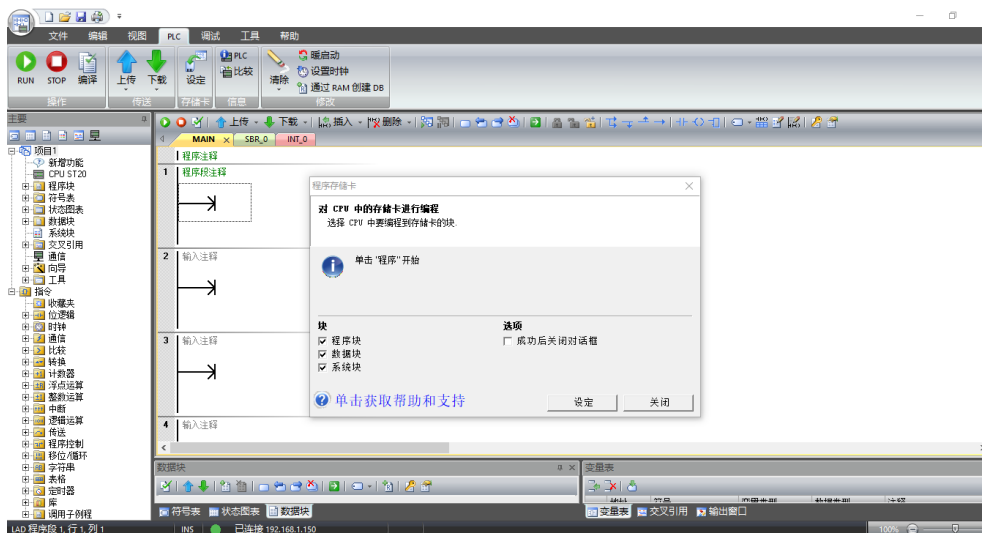 文件 编辑 视图 PLC 调试 工具 帮助
RUN STOP 编译 上传 下载 设定 PLC 比较 清除 暖启动 设置时钟 通过 RAM 创建 DB
操作 传送 存储卡 信息 修改
主要
上传 下载 插入 删除
MAIN x SBR_0 INT_0
项目1
新增功能
CPU ST20
程序块
符号表
状态图表
数据块
系统块
交叉引用
通信
向导
工具
指令
收藏夹
位逻辑
时钟
通信
比较
转换
计数器
浮点运算
整数运算
中断
逻辑运算
传送
程序控制
移位/循环
字符串
表格
定时器
库
调用子例程
程序注释
1 程序段注释
2 输入注释
3 输入注释
4 输入注释
程序存储卡
对 CPU 中的存储卡进行编程
选择 CPU 中要编程到存储卡的块.
单击 "程序"开始
块
程序块
数据块
系统块
选项
成功后关闭对话框
单击获取帮助和支持
设定 关闭
数据块
符号表 状态图表 数据块
变量表
地址 符号 变量类型 数据类型 注释
变量表 交叉引用 输出窗口
LAD 程序段 1, 行 1, 列 1 INS 已连接 192.168.1.150 100%